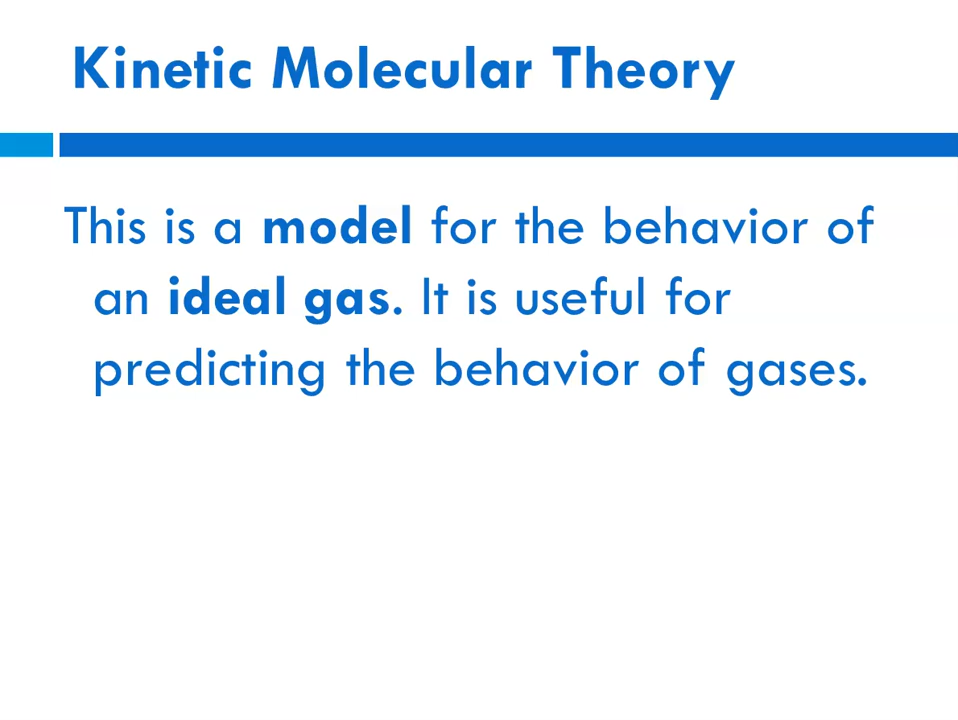 Kinetic Molecular Theory
This is a model for the behavior of
an ideal gas. It is useful for
predicting the behavior of gases.